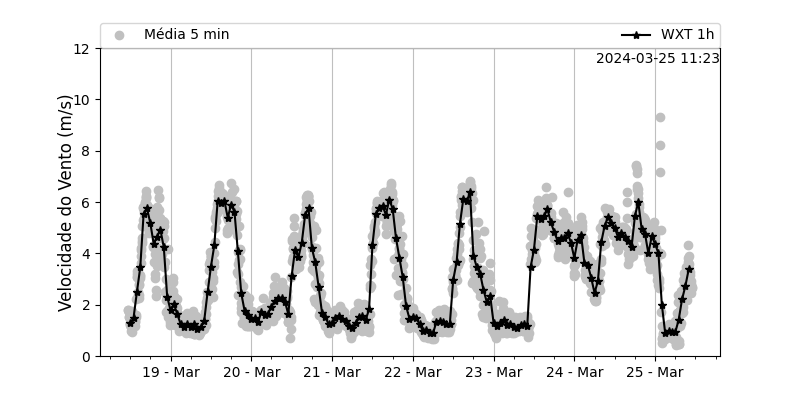 Média 5 min
WXT 1h
2024-03-25 11:23
Velocidade do Vento (m/s)
12
10
8
6
4
2
0
19 - Mar
20 - Mar
21 - Mar
22 - Mar
23 - Mar
24 - Mar
25 - Mar